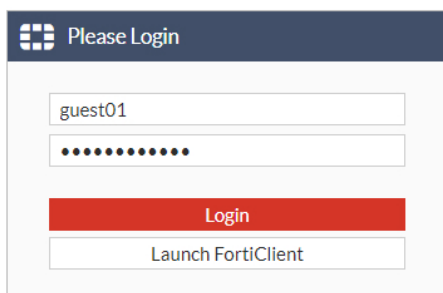 Please Login
guest01
••••••••••••
Login
Launch FortiClient